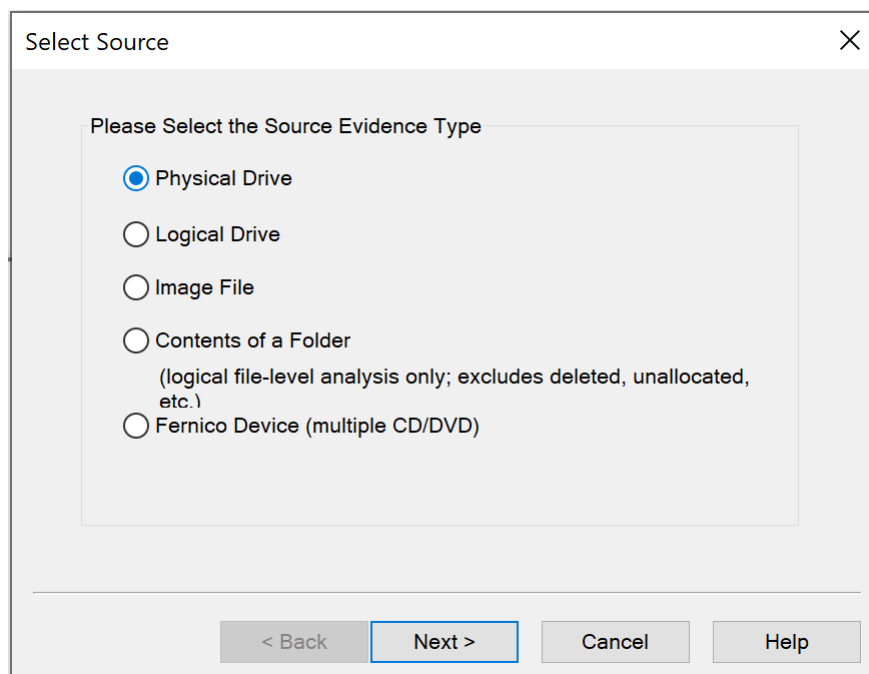 Select Source
Please Select the Source Evidence Type
Physical Drive
Logical Drive
Image File
Contents of a Folder
(logical file-level analysis only; excludes deleted, unallocated,
etc.)
Fernico Device (multiple CD/DVD)
< Back Next > Cancel Help